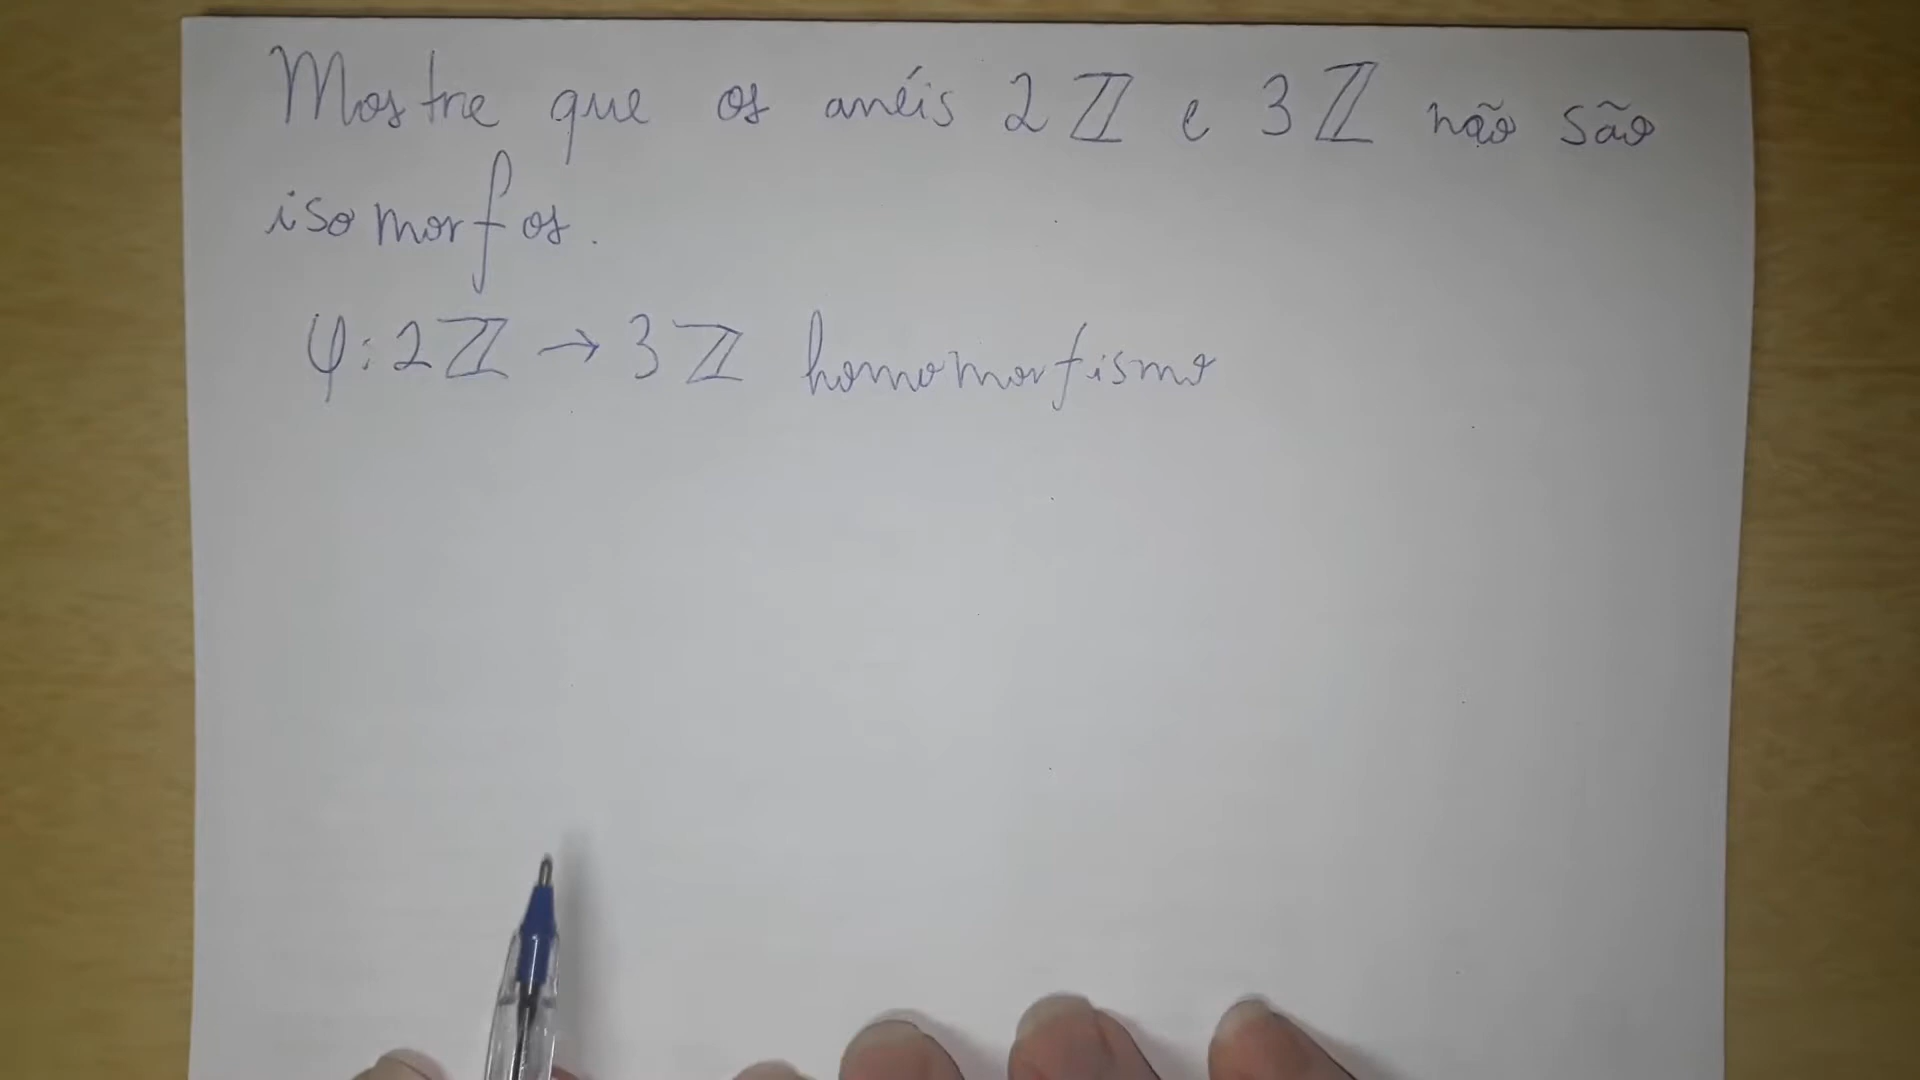 Mostre que os anéis 2ℤ e 3ℤ não são
isomorfos.
φ: 2ℤ → 3ℤ homomorfismo